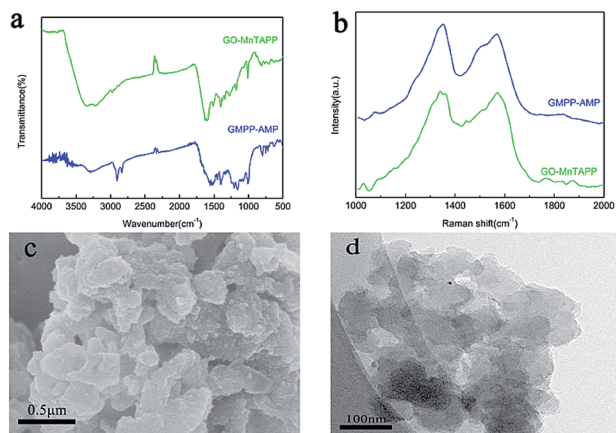 a
GO-MnTAPP
GMPP-AMP
Transmittance(%)
4000 3500 3000 2500 2000 1500 1000 500
Wavenumber(cm-1)
b
GMPP-AMP
GO-MnTAPP
Intensity(a.u.)
1000 1200 1400 1600 1800 2000
Raman shift(cm-1)
c
0.5μm
d
100nm